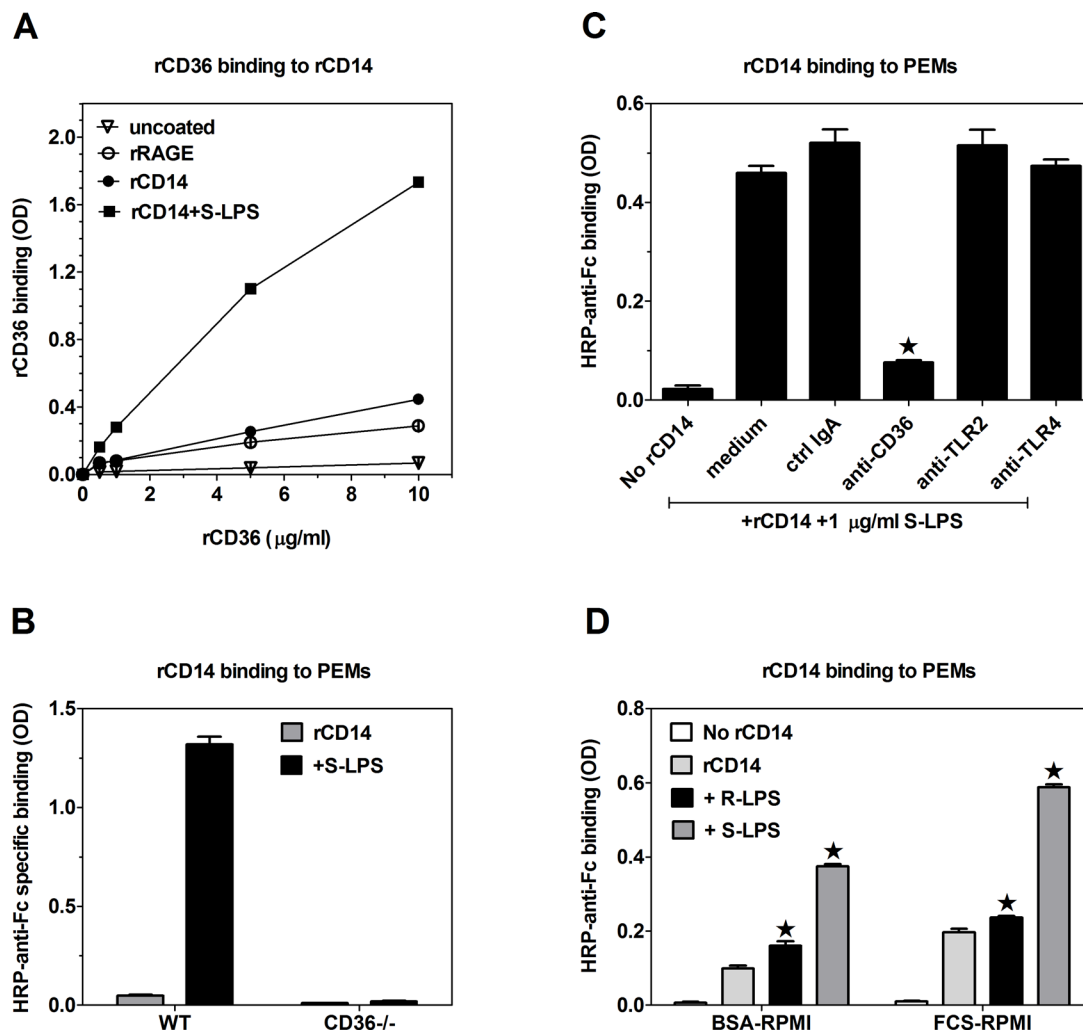 A
rCD36 binding to rCD14
rCD36 binding (OD)
2.0
1.6
1.2
0.8
0.4
0.0
uncoated
rRAGE
rCD14
rCD14+S-LPS
0 2 4 6 8 10
rCD36 (μg/ml)
C
rCD14 binding to PEMs
HRP-anti-Fc binding (OD)
0.6
0.4
0.2
0.0
No rCD14
medium
ctrl IgA
anti-CD36
anti-TLR2
anti-TLR4
+rCD14 +1 μg/ml S-LPS
B
rCD14 binding to PEMs
HRP-anti-Fc specific binding (OD)
1.5
1.0
0.5
0.0
rCD14
+S-LPS
WT CD36-/-
D
rCD14 binding to PEMs
HRP-anti-Fc binding (OD)
0.8
0.6
0.4
0.2
0.0
No rCD14
rCD14
+ R-LPS
+ S-LPS
BSA-RPMI FCS-RPMI